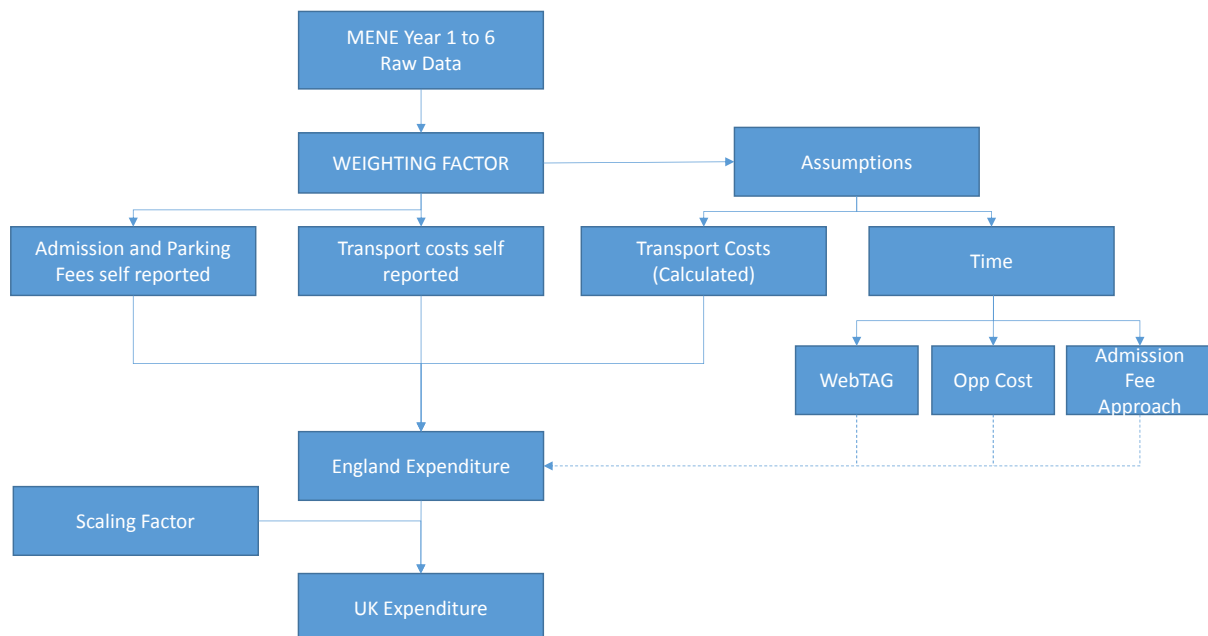 MENE Year 1 to 6
Raw Data
WEIGHTING FACTOR
Assumptions
Admission and Parking
Fees self reported
Transport costs self
reported
Transport Costs
(Calculated)
Time
WebTAG
Opp Cost
Admission
Fee
Approach
England Expenditure
Scaling Factor
UK Expenditure